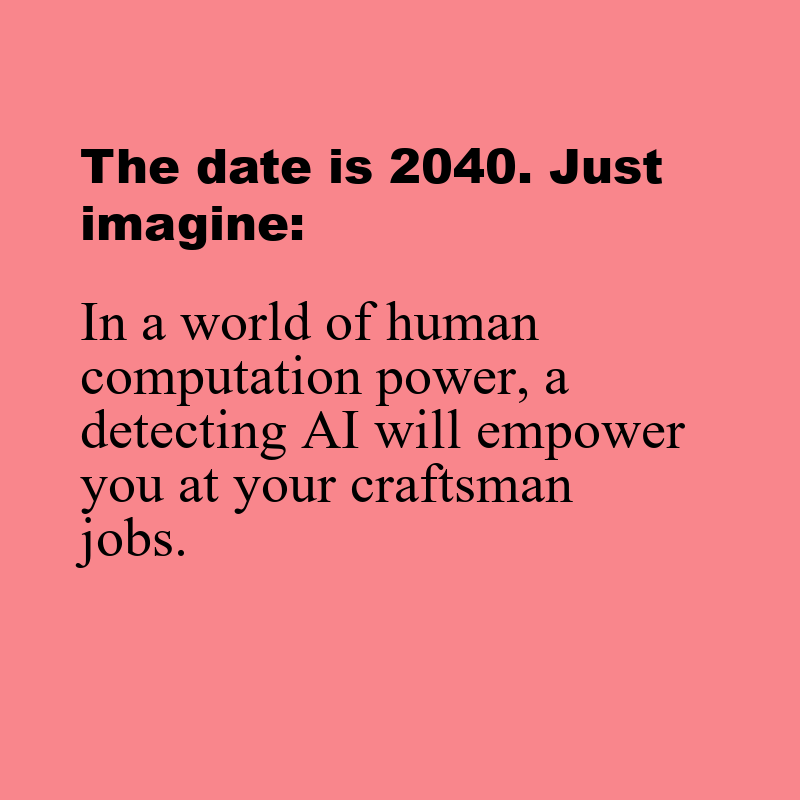 The date is 2040. Just
imagine:
In a world of human
computation power, a
detecting AI will empower
you at your craftsman
jobs.